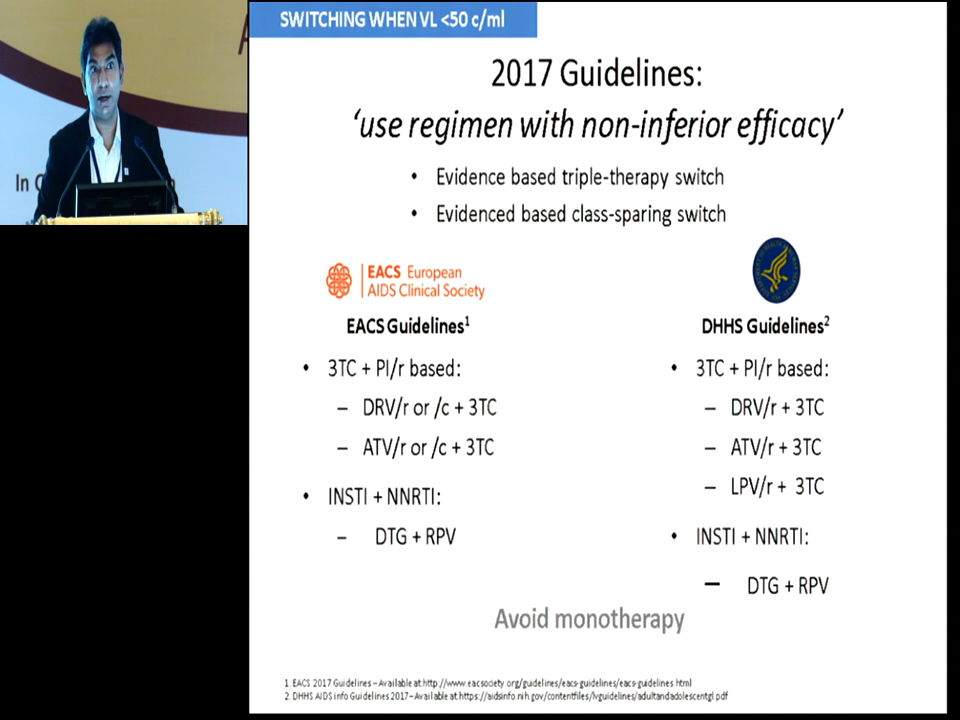 SWITCHING WHEN VL <50 c/ml
2017 Guidelines:
‘use regimen with non-inferior efficacy’
• Evidence based triple-therapy switch
• Evidenced based class-sparing switch
EACS European
AIDS Clinical Society
EACS Guidelines1
• 3TC + PI/r based:
– DRV/r or /c + 3TC
– ATV/r or /c + 3TC
• INSTI + NNRTI:
– DTG + RPV
DHHS Guidelines2
• 3TC + PI/r based:
– DRV/r + 3TC
– ATV/r + 3TC
– LPV/r + 3TC
• INSTI + NNRTI:
– DTG + RPV
Avoid monotherapy
1. EACS 2017 Guidelines – Available at:http://www.eacsociety.org/guidelines/eacs-guidelines/eacs-guidelines.html
2. DHHS AIDS info Guidelines 2017– Available at:https://aidsinfo.nih.gov/contentfiles/lvguidelines/adultandadolescentgl.pdf
In